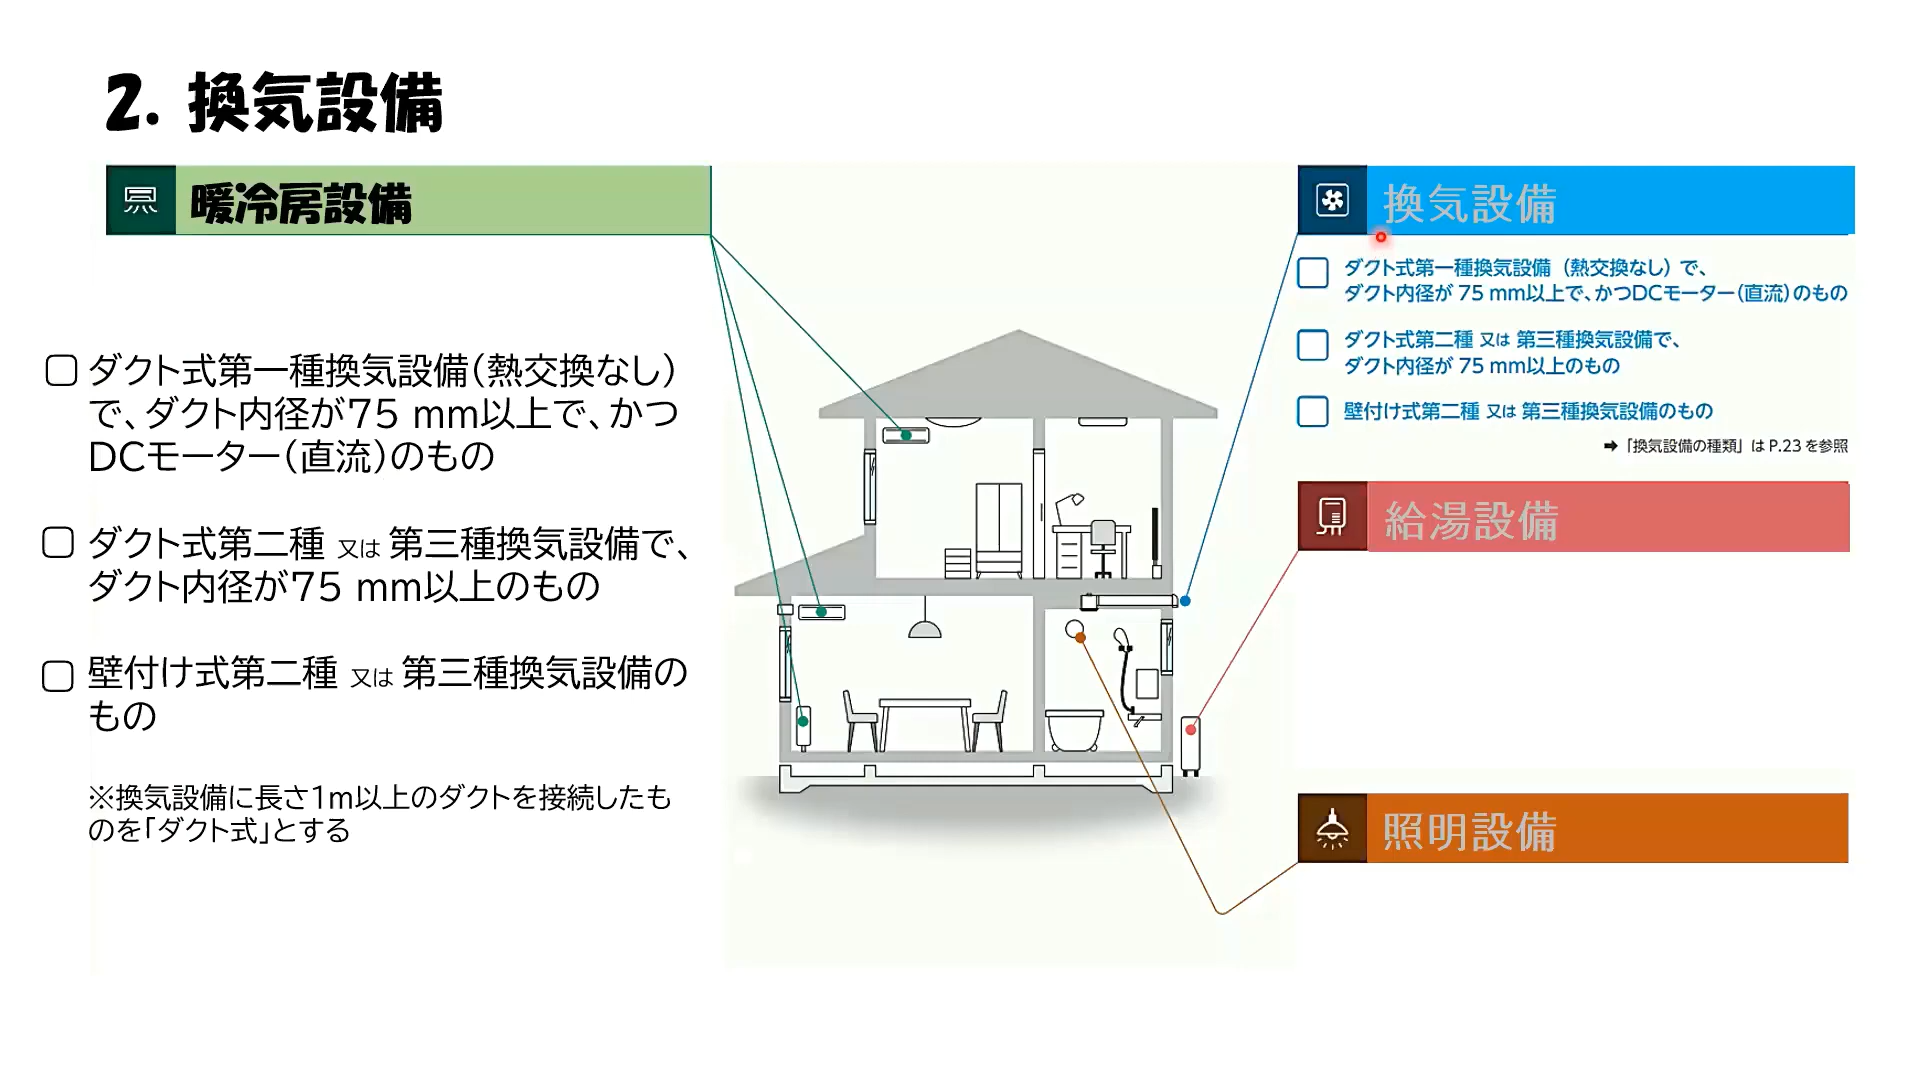 2. 換気設備
暖冷房設備
ダクト式第一種換気設備（熱交換なし）
で、ダクト内径が75 mm以上で、かつ
DCモーター（直流）のもの
ダクト式第二種 又は 第三種換気設備で、
ダクト内径が75 mm以上のもの
壁付け式第二種 又は 第三種換気設備の
もの
※換気設備に長さ1m以上のダクトを接続したも
のを「ダクト式」とする
換気設備
ダクト式第一種換気設備（熱交換なし）で、
ダクト内径が 75 mm以上で、かつDCモーター（直流）のもの
ダクト式第二種 又は 第三種換気設備で、
ダクト内径が 75 mm以上のもの
壁付け式第二種 又は 第三種換気設備のもの
➡「換気設備の種類」は P.23 を参照
給湯設備
照明設備